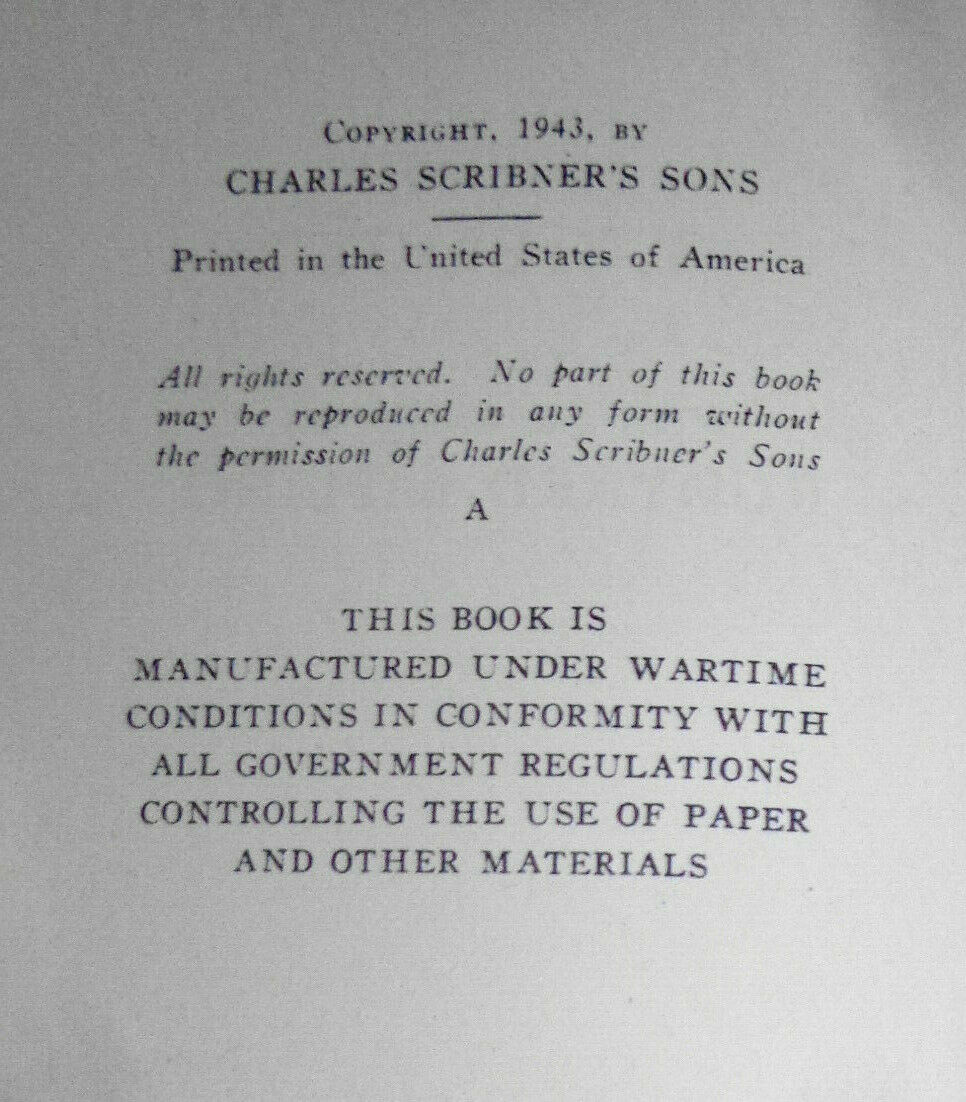 COPYRIGHT, 1943, BY
CHARLES SCRIBNER'S SONS
Printed in the United States of America
All rights reserved. No part of this book
may be reproduced in any form without
the permission of Charles Scribner's Sons
A
THIS BOOK IS
MANUFACTURED UNDER WARTIME
CONDITIONS IN CONFORMITY WITH
ALL GOVERNMENT REGULATIONS
CONTROLLING THE USE OF PAPER
AND OTHER MATERIALS